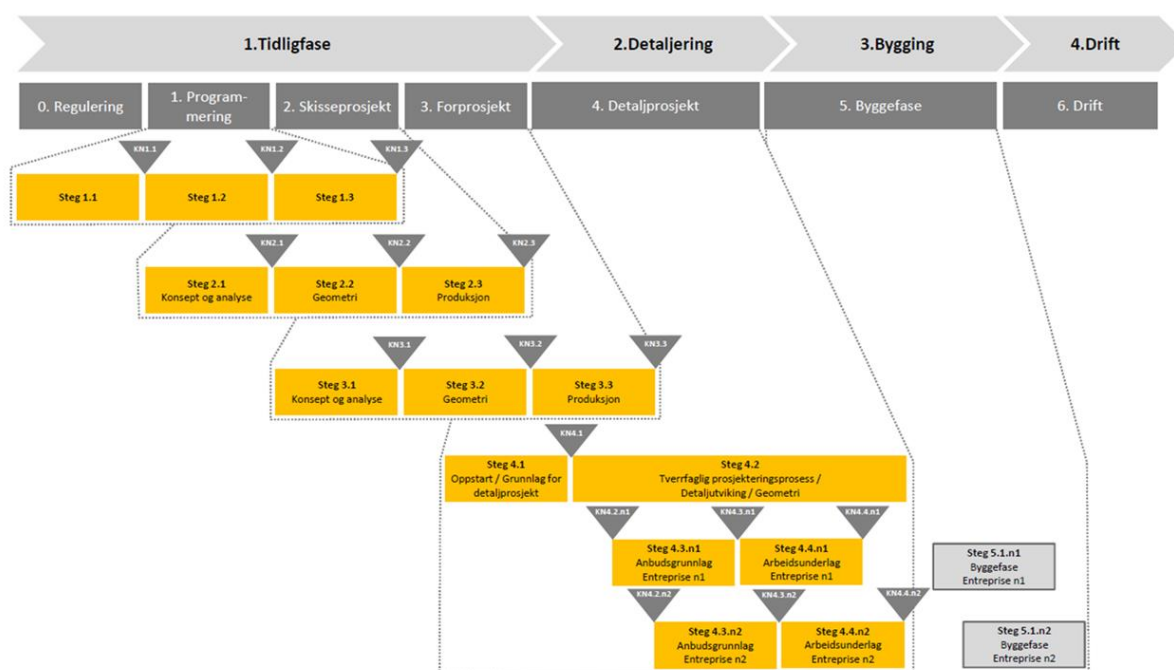 1.Tidligfase
2.Detaljering
3.Bygging
4.Drift
0. Regulering
1. Program-
mering
2. Skisseprosjekt
3. Forprosjekt
4. Detaljprosjekt
5. Byggefase
6. Drift
KN1.1
KN1.2
KN1.3
Steg 1.1
Steg 1.2
Steg 1.3
KN2.1
KN2.2
KN2.3
Steg 2.1
Konsept og analyse
Steg 2.2
Geometri
Steg 2.3
Produksjon
KN3.1
KN3.2
KN3.3
Steg 3.1
Konsept og analyse
Steg 3.2
Geometri
Steg 3.3
Produksjon
KN4.1
Steg 4.1
Oppstart / Grunnlag for
detaljprosjekt
Steg 4.2
Tverrfaglig prosjekteringsprosess /
Detaljutviking / Geometri
KN4.2.n1
KN4.3.n1
KN4.4.n1
Steg 4.3.n1
Anbudsgrunnlag
Entreprise n1
Steg 4.4.n1
Arbeidsunderlag
Entreprise n1
Steg 5.1.n1
Byggefase
Entreprise n1
KN4.2.n2
KN4.3.n2
KN4.4.n2
Steg 4.3.n2
Anbudsgrunnlag
Entreprise n2
Steg 4.4.n2
Arbeidsunderlag
Entreprise n2
Steg 5.1.n2
Byggefase
Entreprise n2